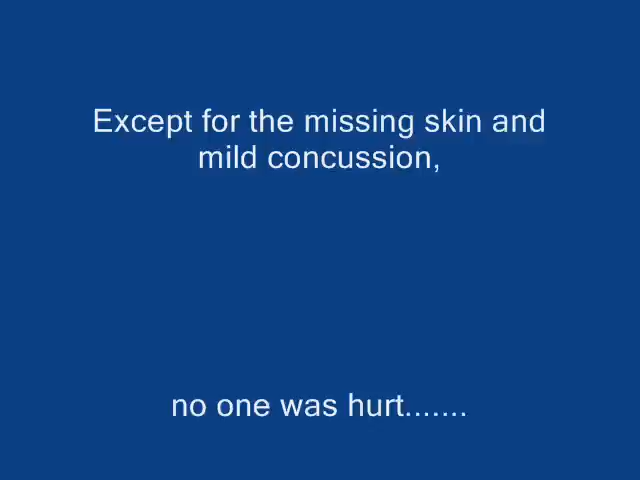 Except for the missing skin and
mild concussion,
no one was hurt.......